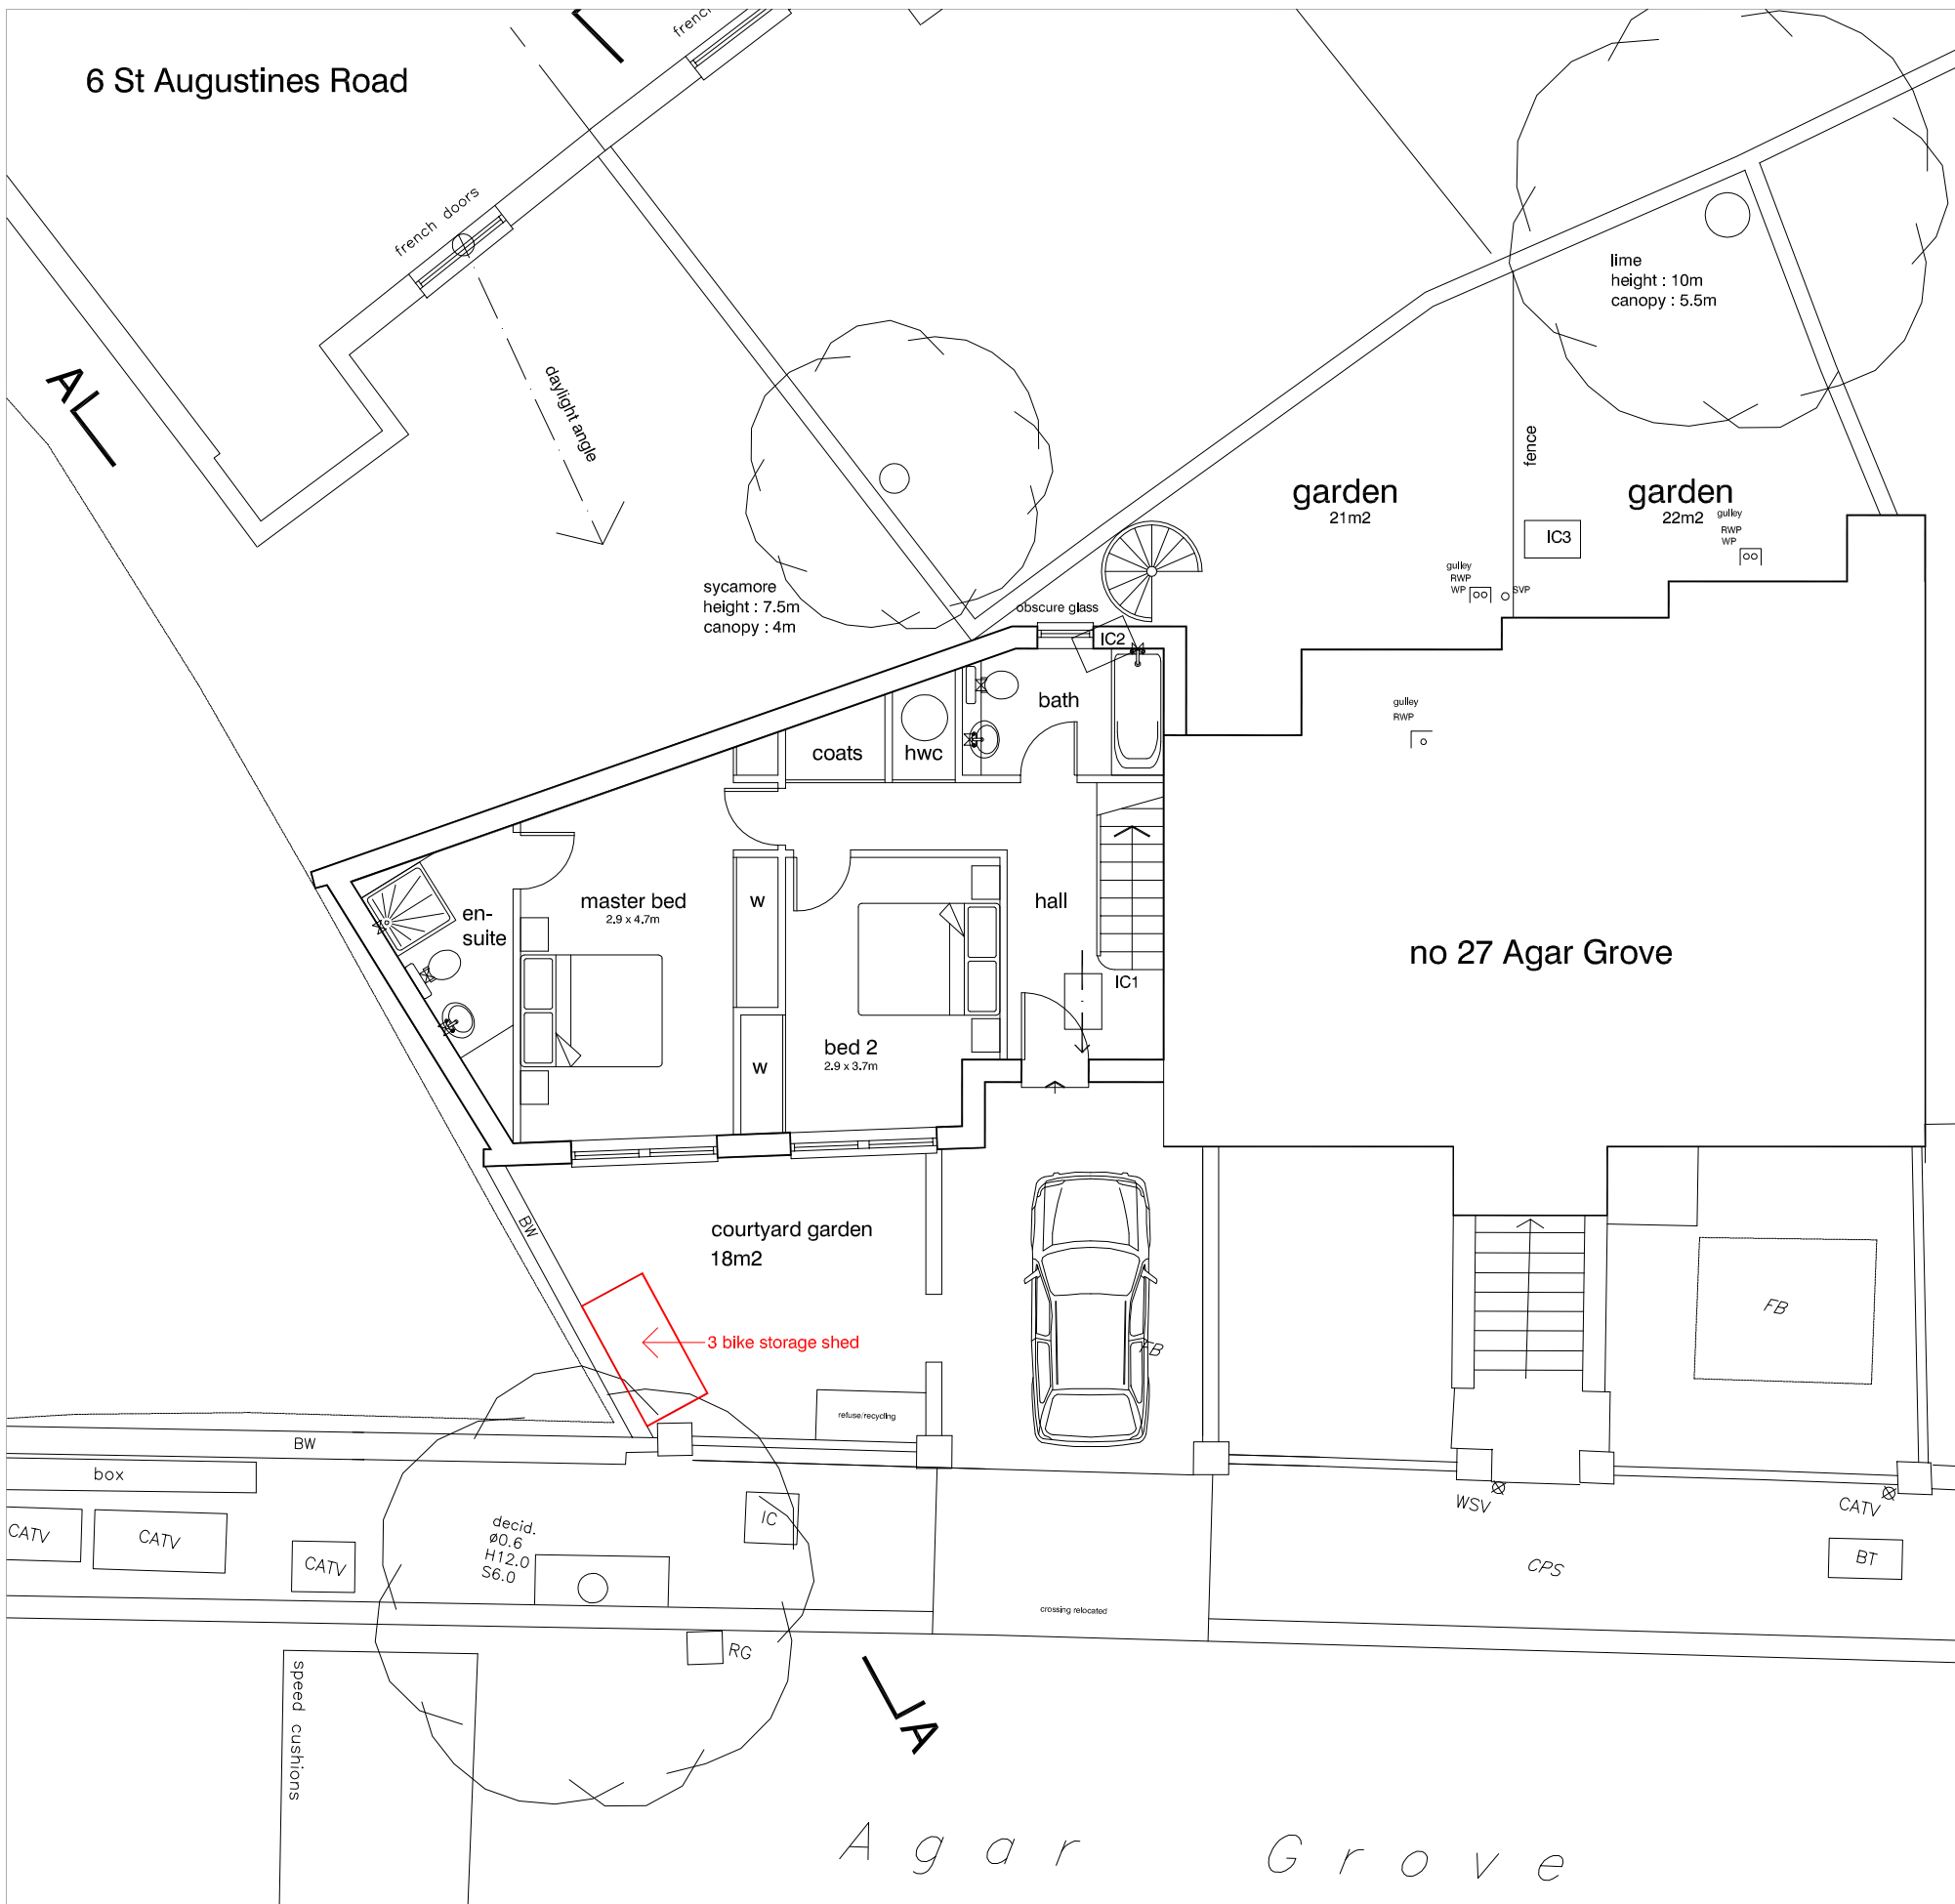 frenc
6 St Augustines Road
french doors
lime
height : 10m
canopy : 5.5m
A
daylight angle
fence
garden
21m2
garden
22m2
gulley
RWP
WP
IC3
gulley
RWP
WP
SVP
sycamore
height : 7.5m
canopy : 4m
obscure glass
IC2
bath
gulley
RWP
coats
hwc
master bed
2.9 x 4.7m
W
hall
en-
suite
no 27 Agar Grove
IC1
bed 2
2.9 x 3.7m
W
BW
courtyard garden
18m2
FB
3 bike storage shed
FB
refuse/recycling
BW
box
CATV
CATV
CATV
decid.
ø0.6
H12.0
S6.0
IC
WSV
CATV
CPS
BT
crossing relocated
RG
speed cushions
A
Agar Grove